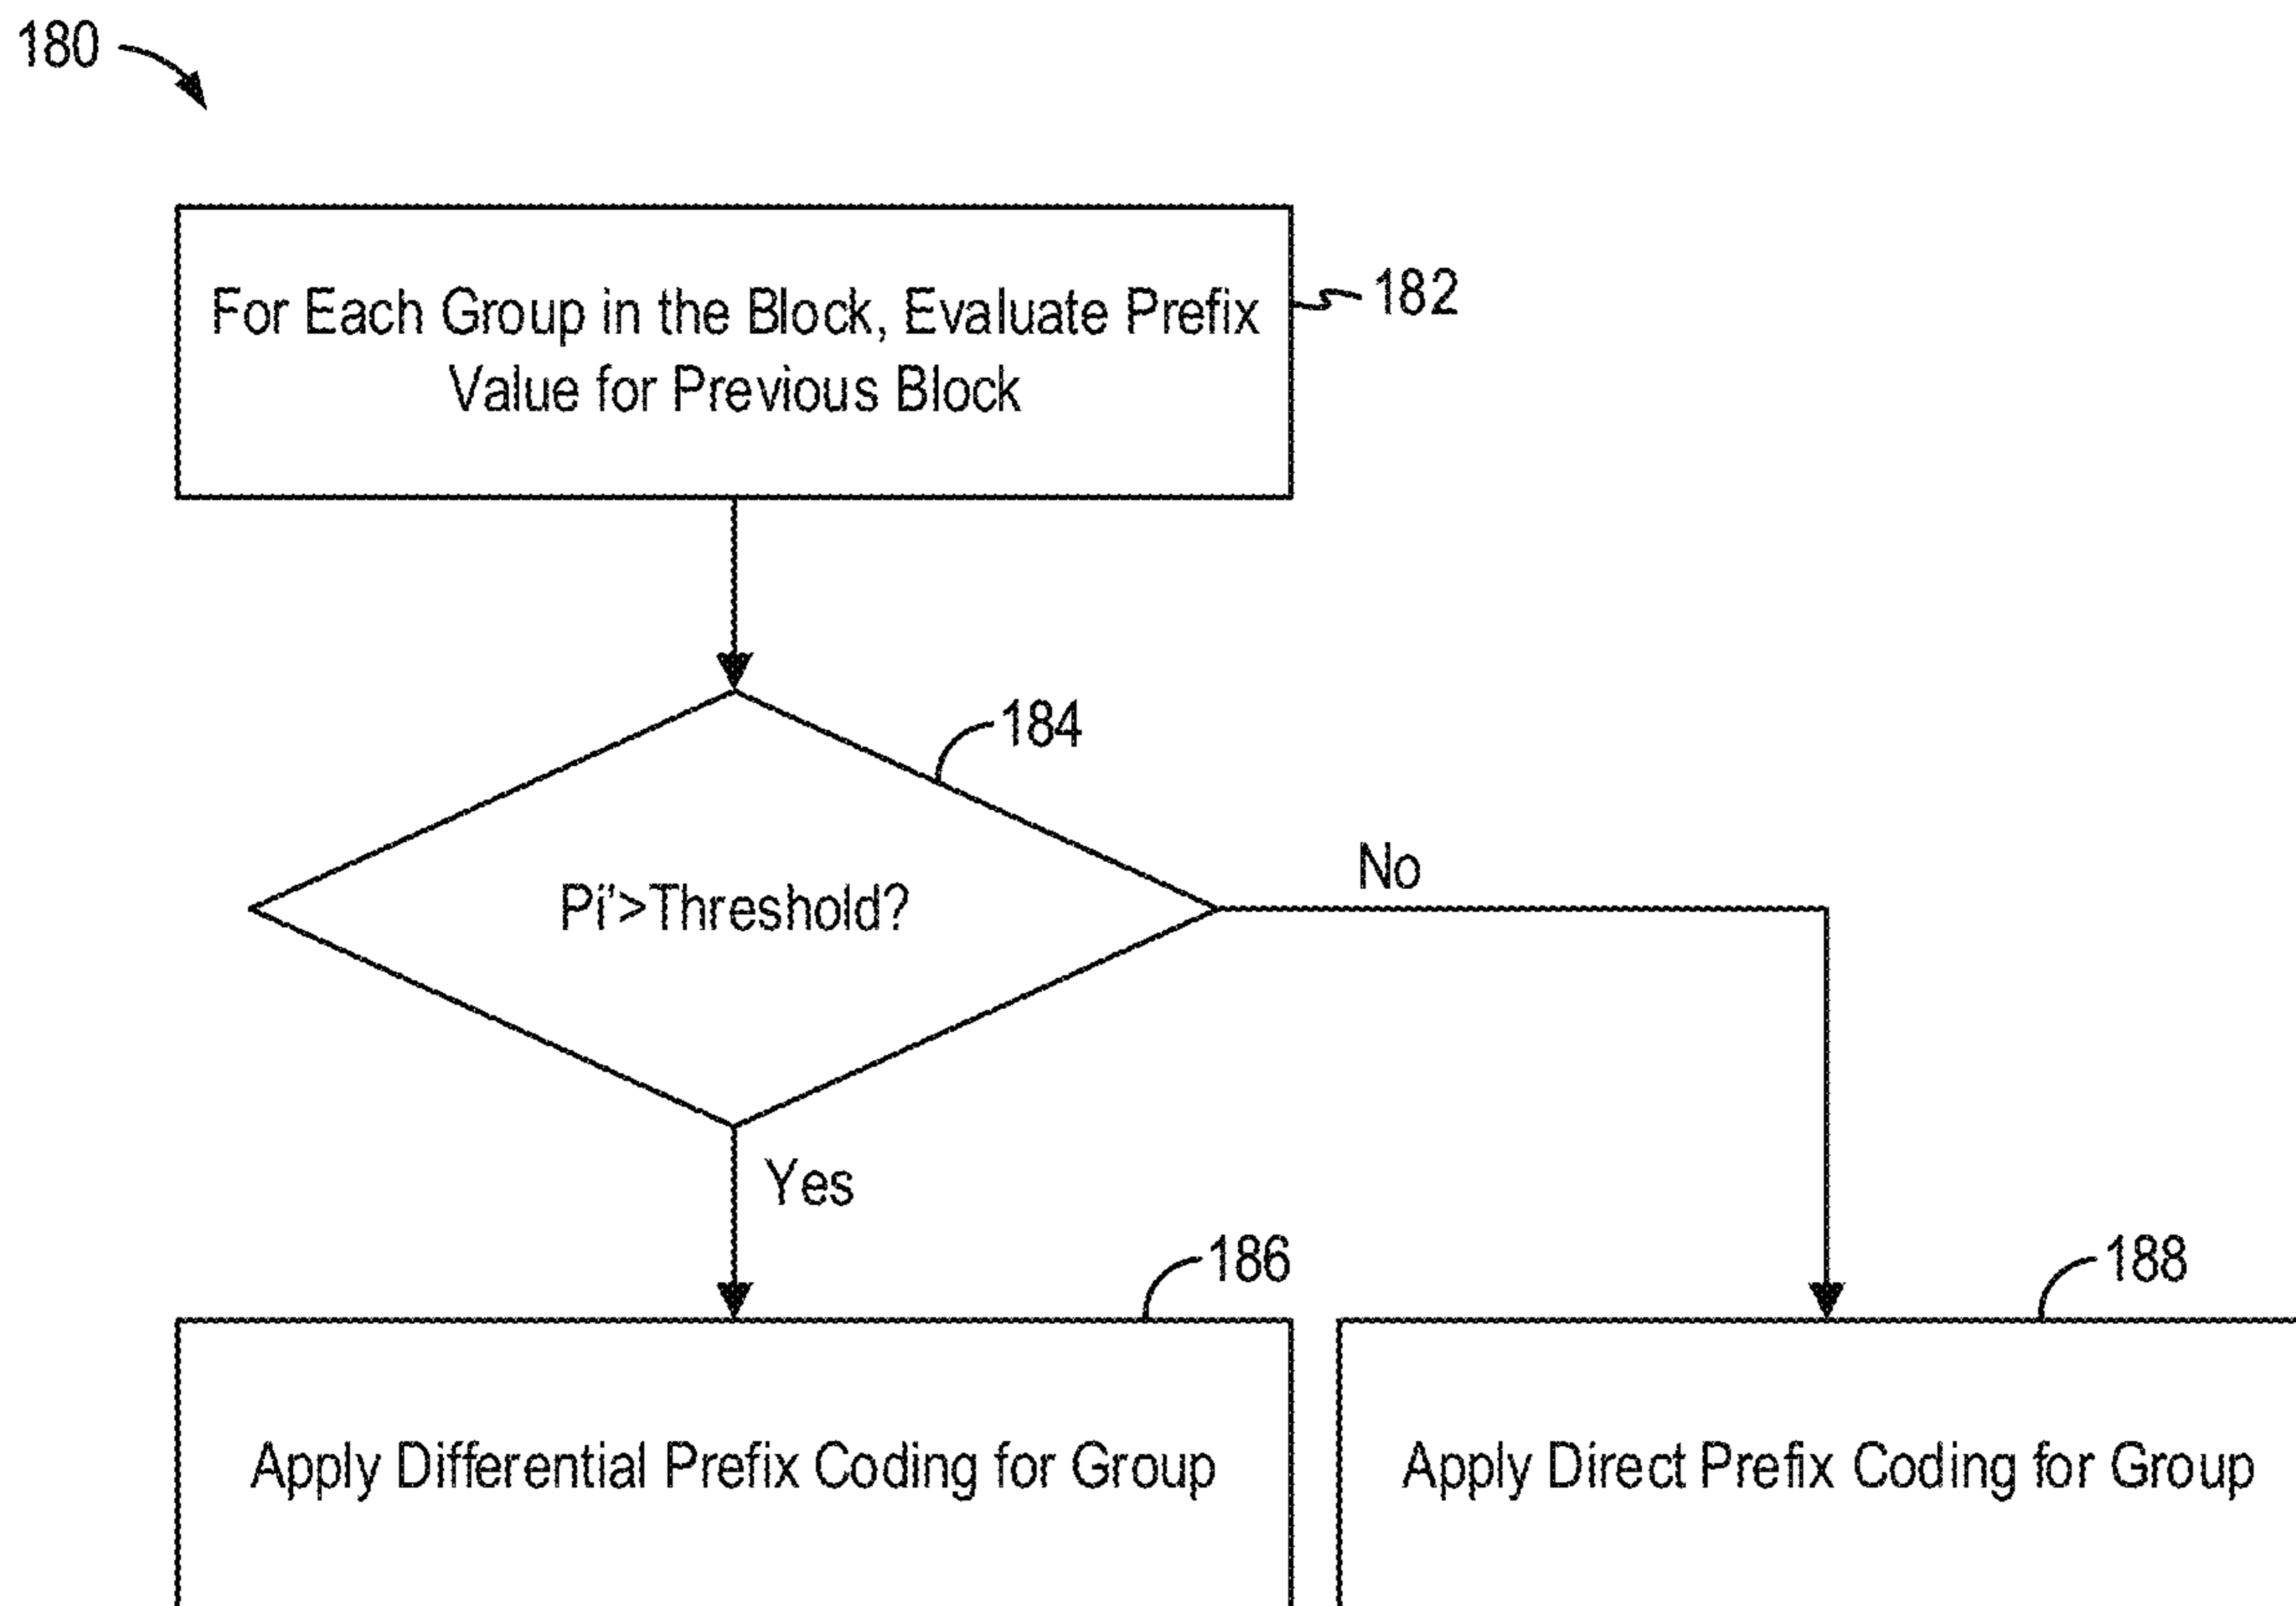 180
For Each Group in the Block, Evaluate Prefix
Value for Previous Block
182
184
Pi'>Threshold?
No
Yes
186
188
Apply Differential Prefix Coding for Group
Apply Direct Prefix Coding for Group